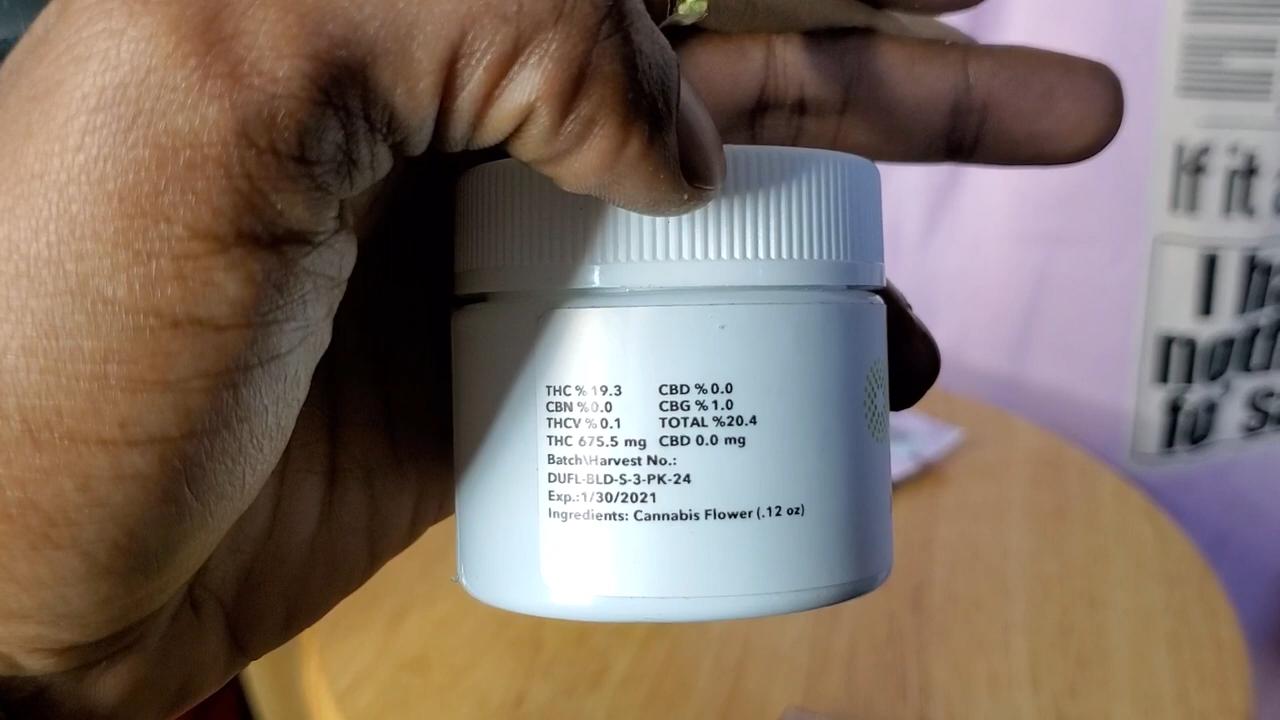 THC % 19.3 CBD % 0.0
CBN %0.0 CBG % 1.0
THCV % 0.1 TOTAL %20.4
THC 675.5 mg CBD 0.0 mg
Batch\Harvest No.:
DUFL-BLD-S-3-PK-24
Exp.:1/30/2021
Ingredients: Cannabis Flower (.12 oz)
If it
I